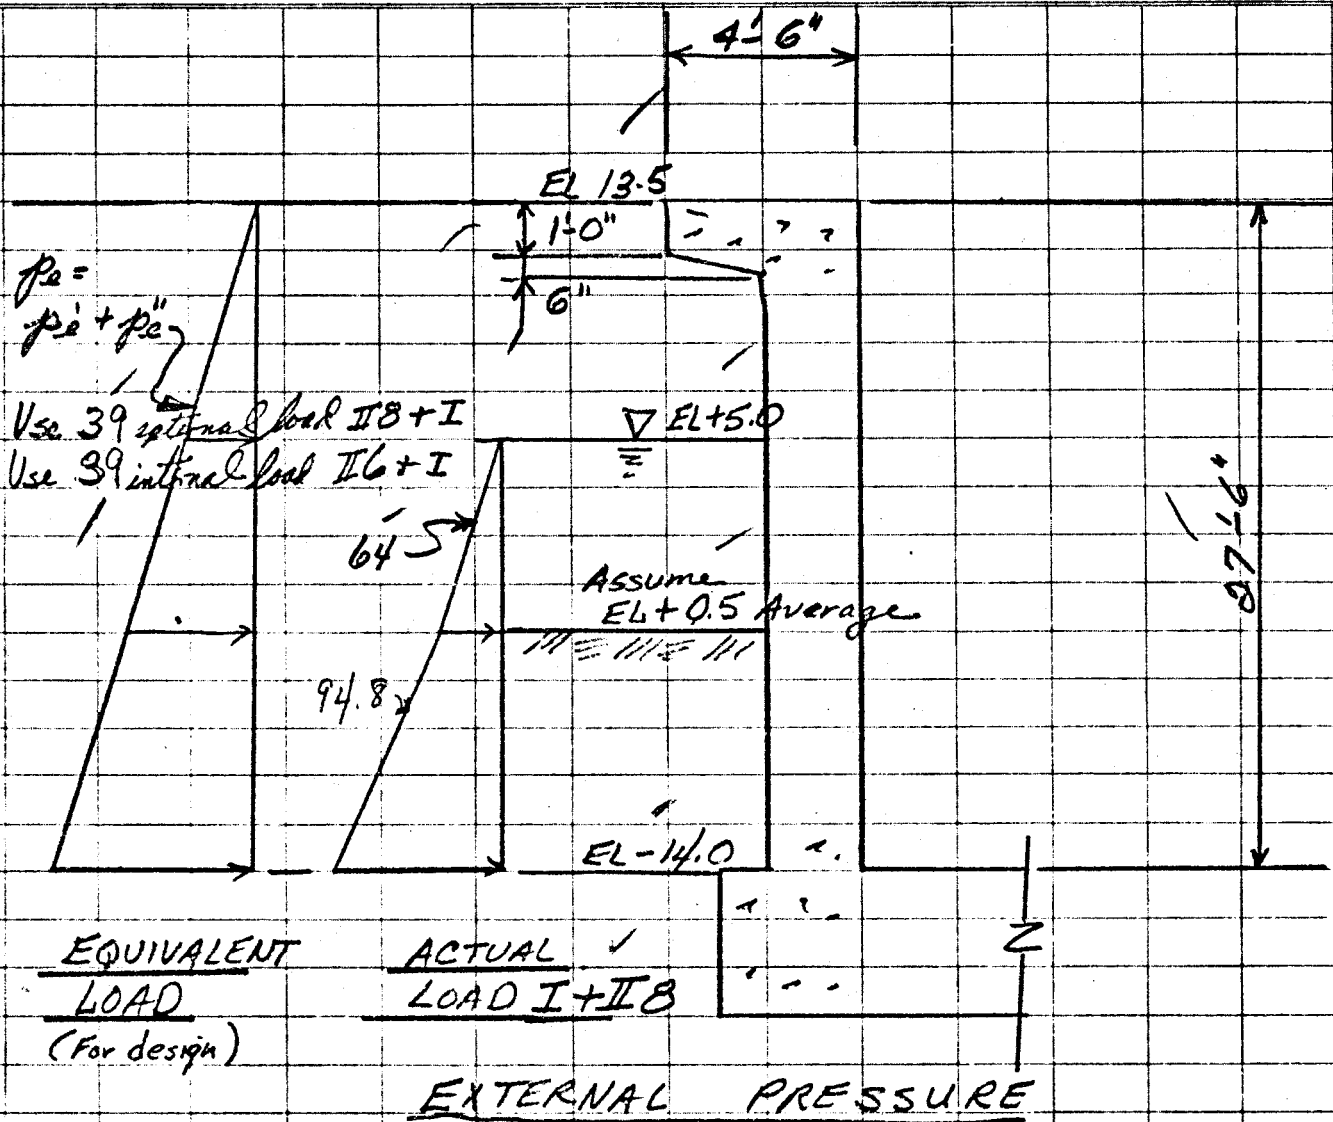 4'-6"
EL 13.5
1'-0"
6"
pe =
pe' + pe"
Use 39 external load II8 + I
Use 39 internal load II6 + I
EL+5.0
64
Assume
EL+0.5 Average
94.8
27'-6"
EL-14.0
EQUIVALENT
LOAD
(For design)
ACTUAL
LOAD I+II8
EXTERNAL PRESSURE